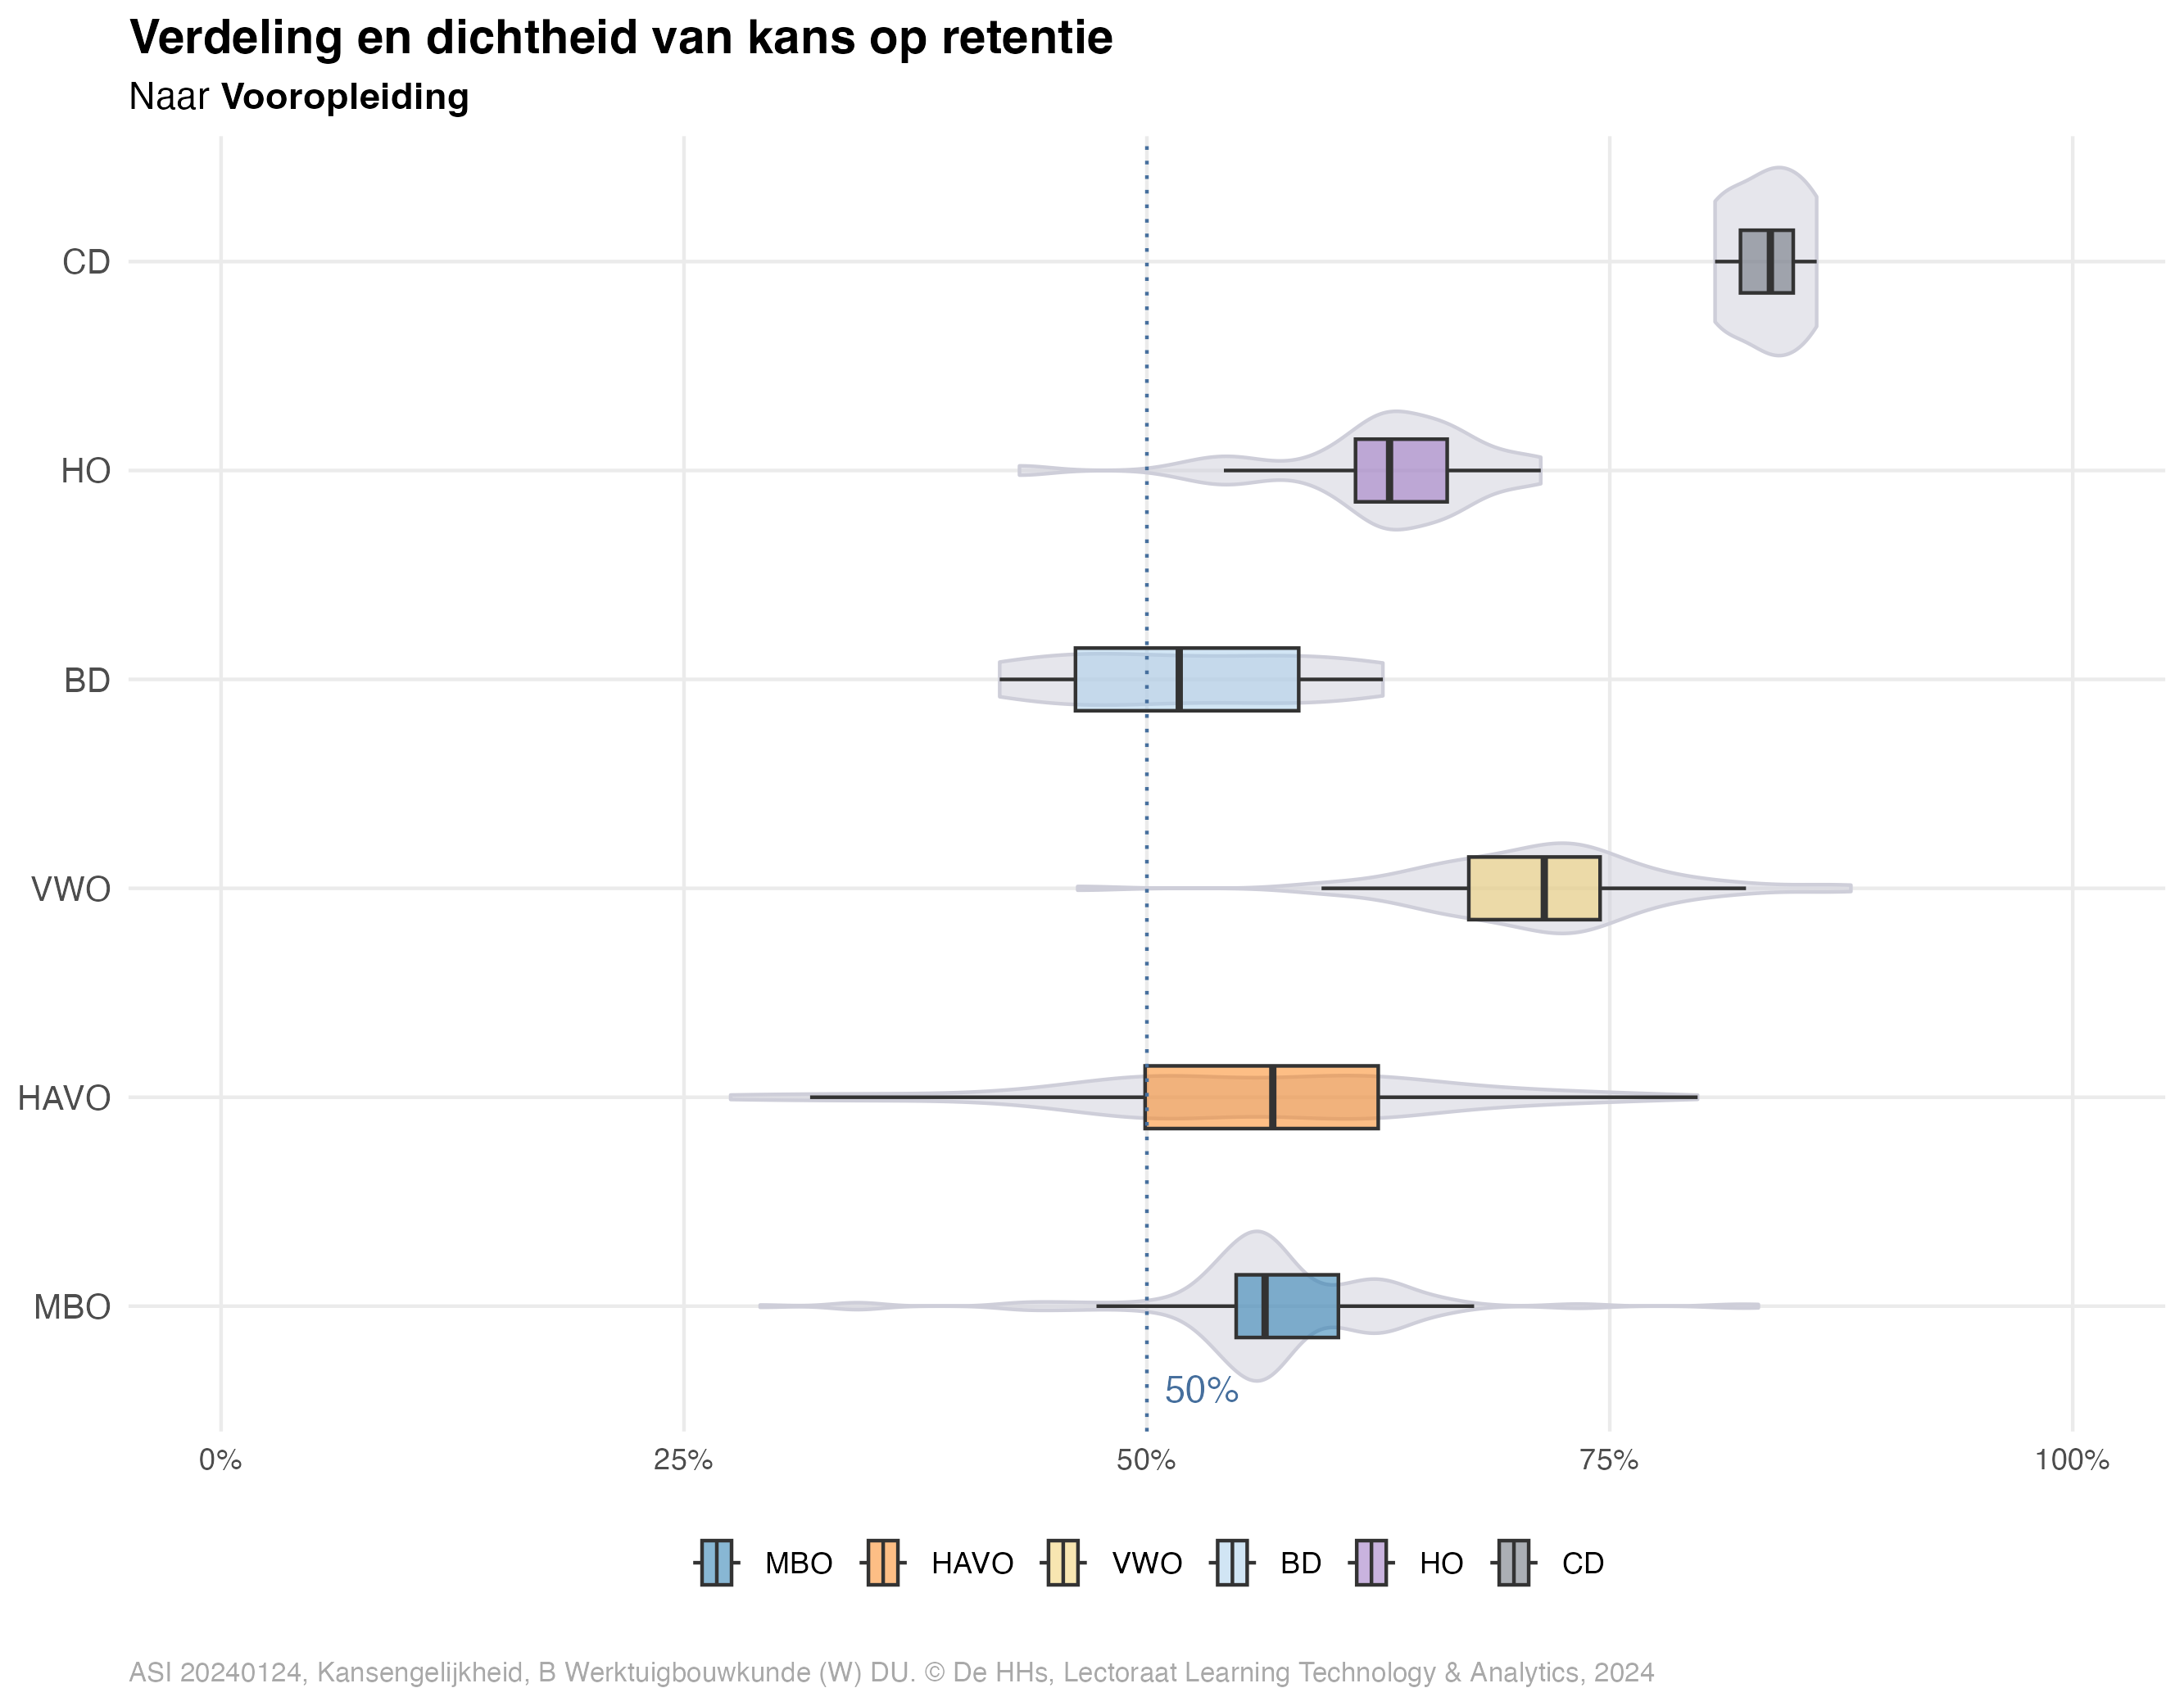 Verdeling en dichtheid van kans op retentie
Naar Vooropleiding
CD
HO
BD
VWO
HAVO
MBO
50%
0% 25% 50% 75% 100%
MBO HAVO VWO BD HO CD
ASI 20240124, Kansengelijkheid, B Werktuigbouwkunde (W) DU. © De HHs, Lectoraat Learning Technology & Analytics, 2024